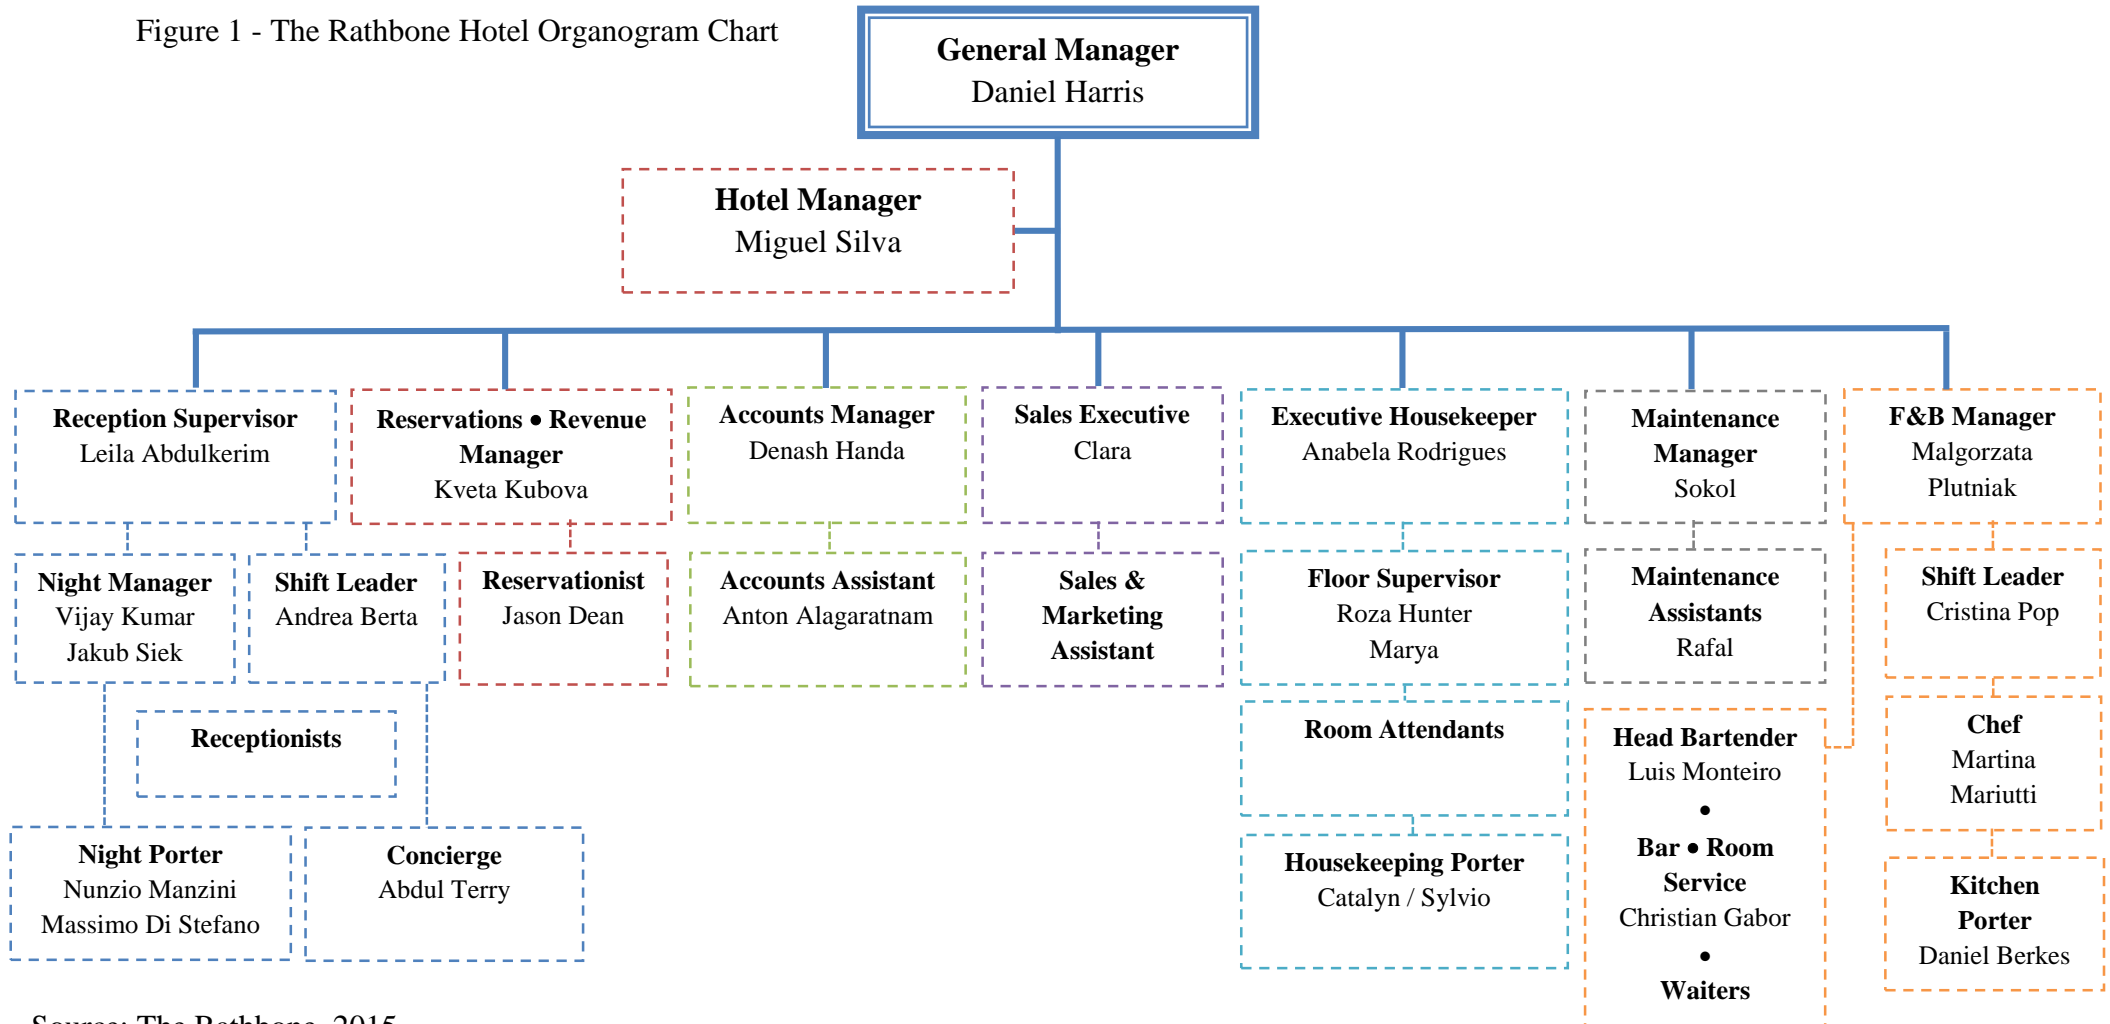 Figure 1 - The Rathbone Hotel Organogram Chart
General Manager
Daniel Harris
Hotel Manager
Miguel Silva
Reception Supervisor
Leila Abdulkerim
Reservations • Revenue
Manager
Kveta Kubova
Accounts Manager
Denash Handa
Sales Executive
Clara
Executive Housekeeper
Anabela Rodrigues
Maintenance
Manager
Sokol
F&B Manager
Malgorzata
Plutniak
Night Manager
Vijay Kumar
Jakub Siek
Shift Leader
Andrea Berta
Reservationist
Jason Dean
Accounts Assistant
Anton Alagaratnam
Sales &
Marketing
Assistant
Floor Supervisor
Roza Hunter
Marya
Maintenance
Assistants
Rafal
Shift Leader
Cristina Pop
Receptionists
Room Attendants
Head Bartender
Luis Monteiro
•
Bar • Room
Service
Christian Gabor
•
Waiters
Chef
Martina
Mariutti
Night Porter
Nunzio Manzini
Massimo Di Stefano
Concierge
Abdul Terry
Housekeeping Porter
Catalyn / Sylvio
Kitchen
Porter
Daniel Berkes
Source: The Rathbone, 2015